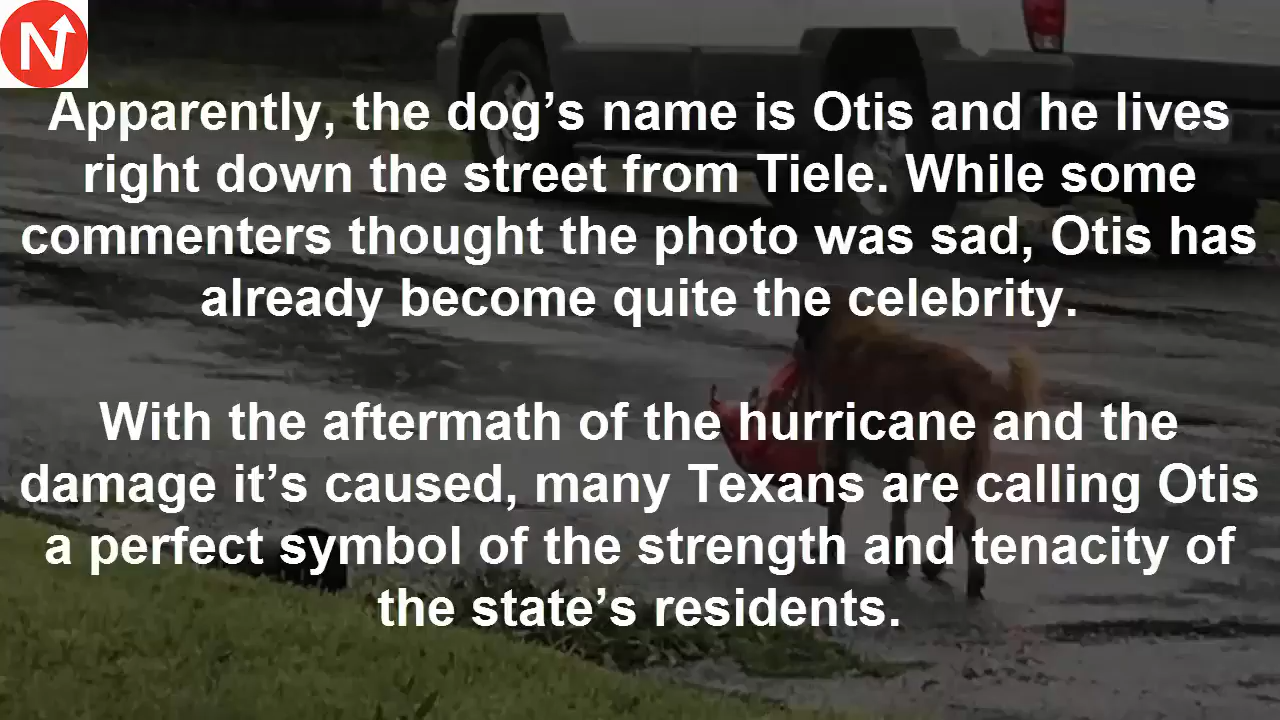 N
Apparently, the dog’s name is Otis and he lives
right down the street from Tiele. While some
commenters thought the photo was sad, Otis has
already become quite the celebrity.
With the aftermath of the hurricane and the
damage it’s caused, many Texans are calling Otis
a perfect symbol of the strength and tenacity of
the state’s residents.